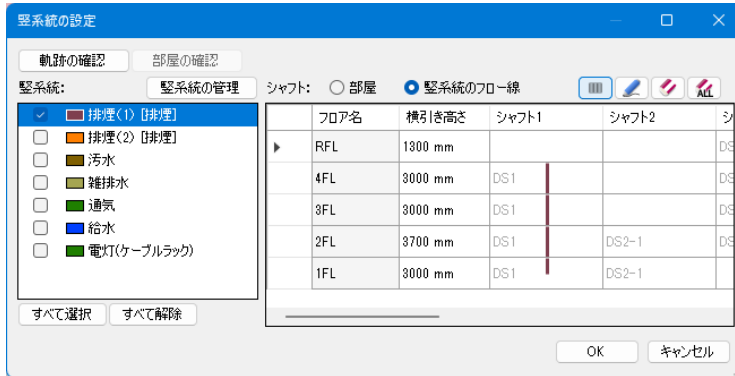 竪系統の設定
軌跡の確認 部屋の確認
竪系統: 竪系統の管理 シャフト: 部屋 竪系統のフロー線 ALL
排煙(1) [排煙]
排煙(2) [排煙]
汚水
雑排水
通気
給水
電灯(ケーブルラック)
フロア名 横引き高さ シャフト1 シャフト2 シ
RFL 1300 mm DS
4FL 3000 mm DS1 DS
3FL 3000 mm DS1 DS
2FL 3700 mm DS1 DS2-1 DS
1FL 3000 mm DS1 DS2-1
すべて選択 すべて解除
OK キャンセル